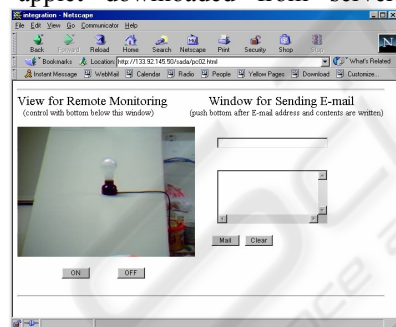 applet downloaded from server
integration - Netscape
File Edit View Go Communicator Help
Back Forward Reload Home Search Netscape Print Security Shop Stop
Bookmarks Location: http://133.92.145.50/sada/pc02.html What's Related
Instant Message WebMail Calendar Radio People Yellow Pages Download Customize...
View for Remote Monitoring
(control with bottom below this window)
Window for Sending E-mail
(push bottom after E-mail address and contents are written)
Mail Clear
ON OFF